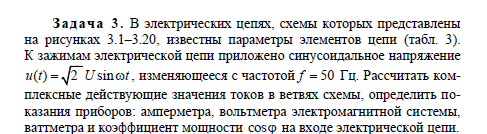 Задача 3. В электрических цепях, схемы которых представлены
на рисунках 3.1–3.20, известны параметры элементов цепи (табл. 3).
К зажимам электрической цепи приложено синусоидальное напряжение
u(t) = √2 U sin ωt, изменяющееся с частотой f = 50 Гц. Рассчитать ком-
плексные действующие значения токов в ветвях схемы, определить по-
казания приборов: амперметра, вольтметра электромагнитной системы,
ваттметра и коэффициент мощности cosφ на входе электрической цепи.